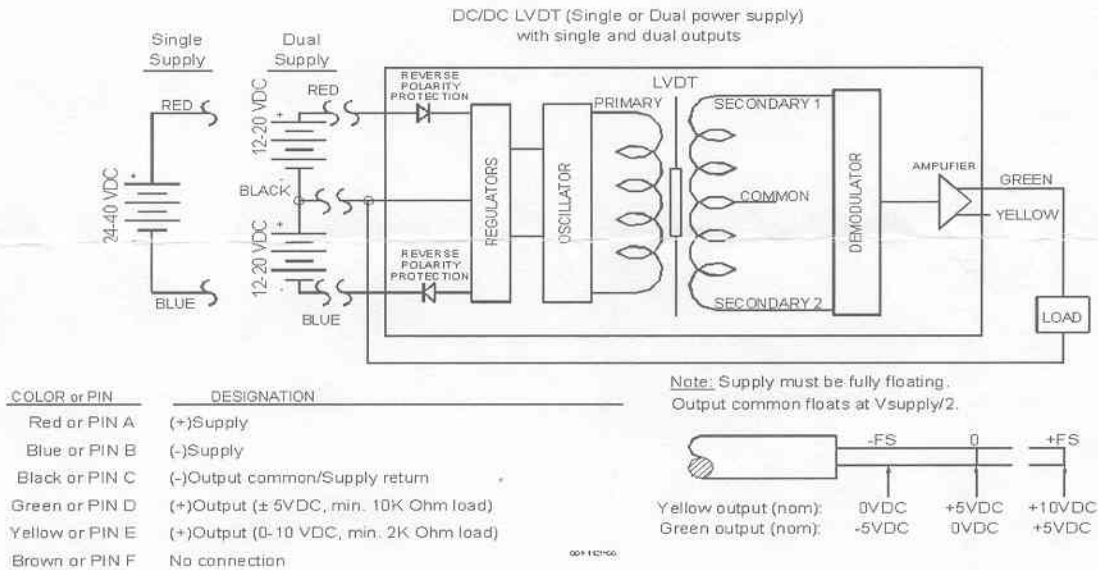 DC/DC LVDT (Single or Dual power supply)
with single and dual outputs
Single
Supply
Dual
Supply
RED
RED
REVERSE
POLARITY
PROTECTION
LVDT
PRIMARY
SECONDARY 1
24-40 VDC
+
12-20 VDC
+
-
BLACK
12-20 VDC
+
-
REGULATORS
OSCILLATOR
COMMON
DEMODULATOR
AMPLIFIER
GREEN
YELLOW
REVERSE
POLARITY
PROTECTION
BLUE
BLUE
SECONDARY 2
LOAD
COLOR or PIN DESIGNATION
Red or PIN A (+)Supply
Blue or PIN B (-)Supply
Black or PIN C (-)Output common/Supply return
Green or PIN D (+)Output (± 5VDC, min. 10K Ohm load)
Yellow or PIN E (+)Output (0-10 VDC, min. 2K Ohm load)
Brown or PIN F No connection
Note: Supply must be fully floating.
Output common floats at Vsupply/2.
-FS 0 +FS
Yellow output (nom): 0VDC +5VDC +10VDC
Green output (nom): -5VDC 0VDC +5VDC